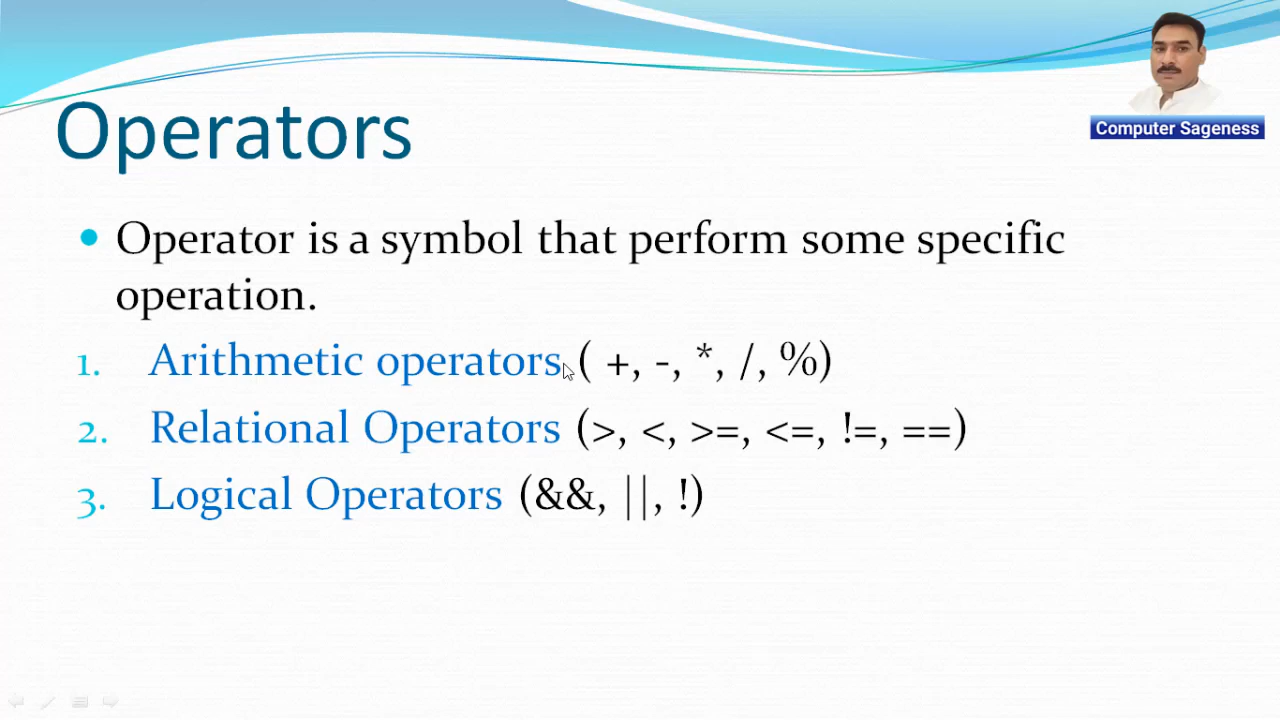 Computer Sageness
Operators
• Operator is a symbol that perform some specific
operation.
1. Arithmetic operators ( +, -, *, /, %)
2. Relational Operators (>, <, >=, <=, !=, ==)
3. Logical Operators (&&, ||, !)